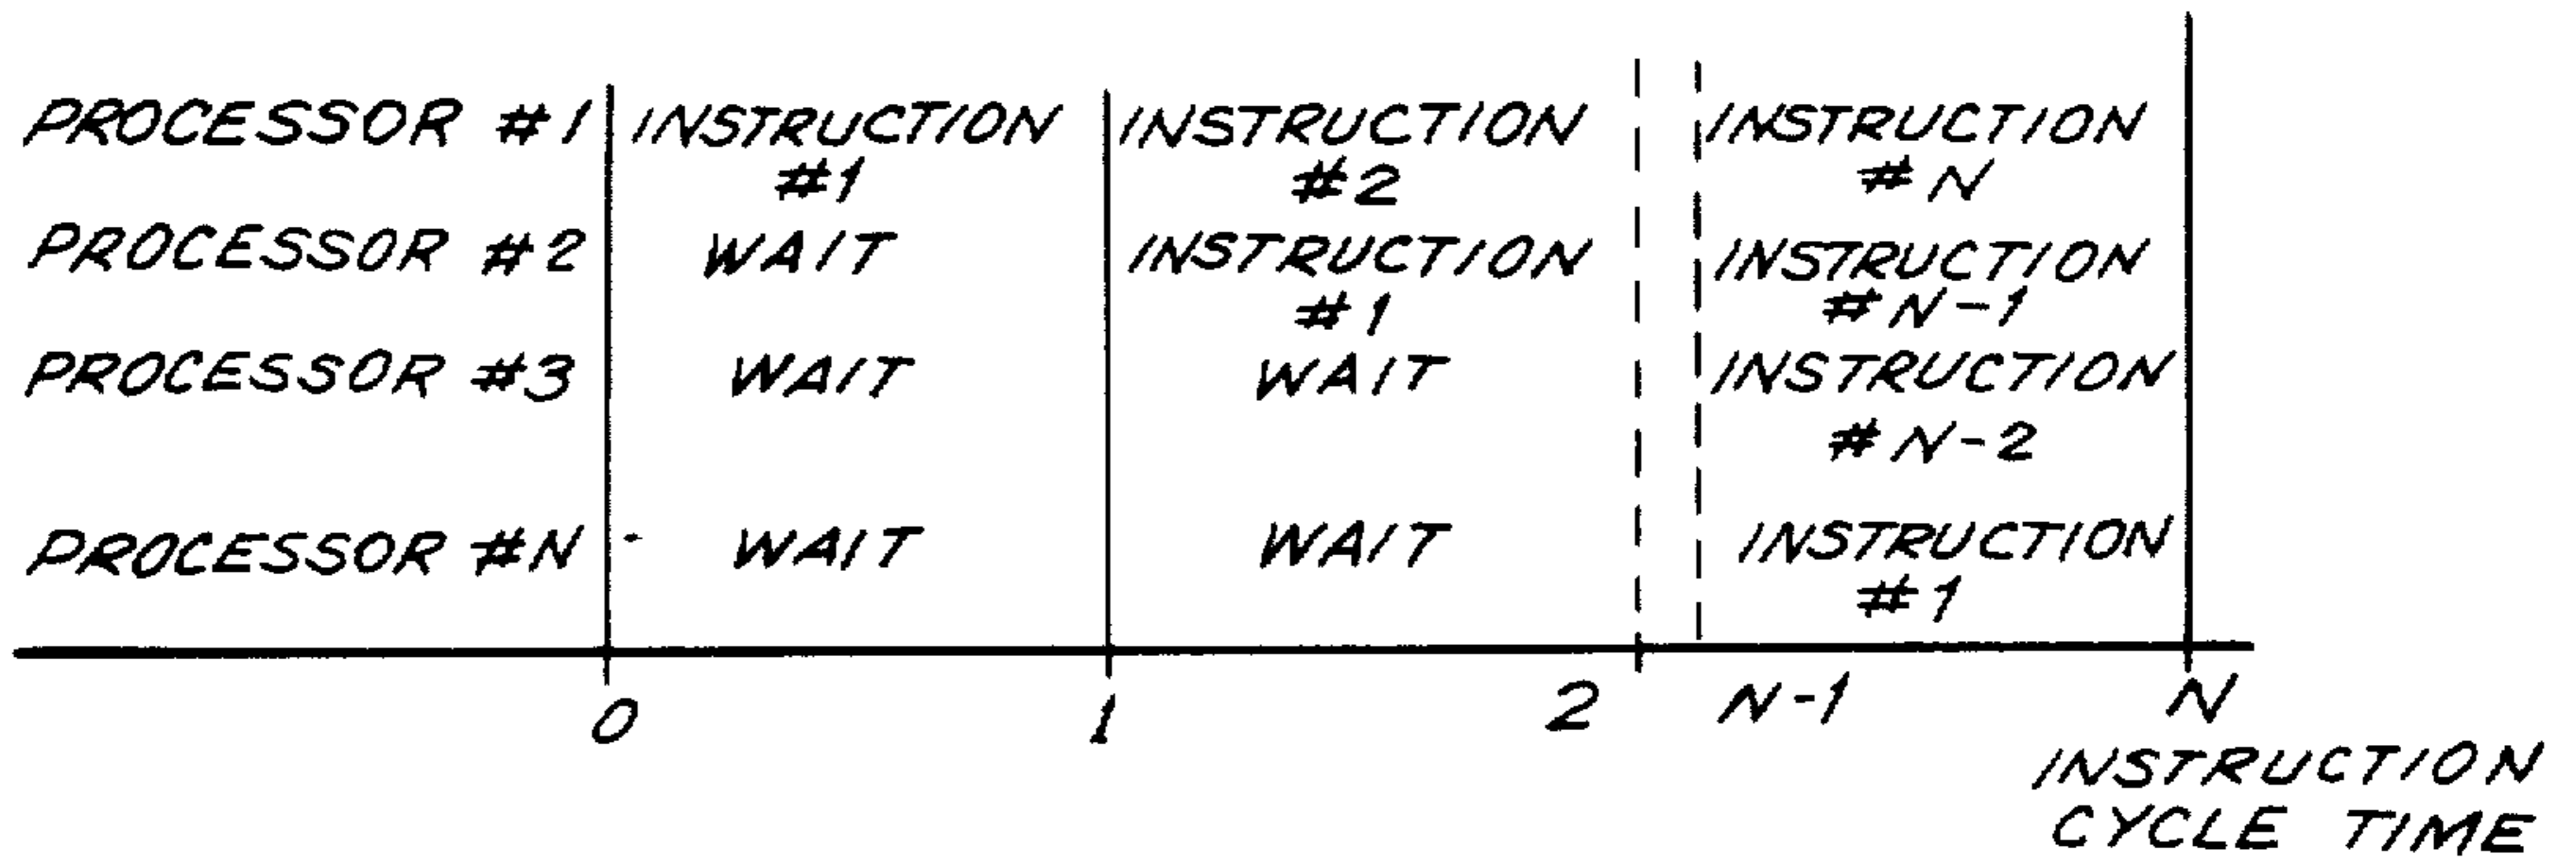 PROCESSOR #1 INSTRUCTION INSTRUCTION INSTRUCTION
#1 #2 #N
PROCESSOR #2 WAIT INSTRUCTION INSTRUCTION
#1 #N-1
PROCESSOR #3 WAIT WAIT INSTRUCTION
#N-2
PROCESSOR #N WAIT WAIT INSTRUCTION
#1
0 1 2 N-1 N
INSTRUCTION
CYCLE TIME